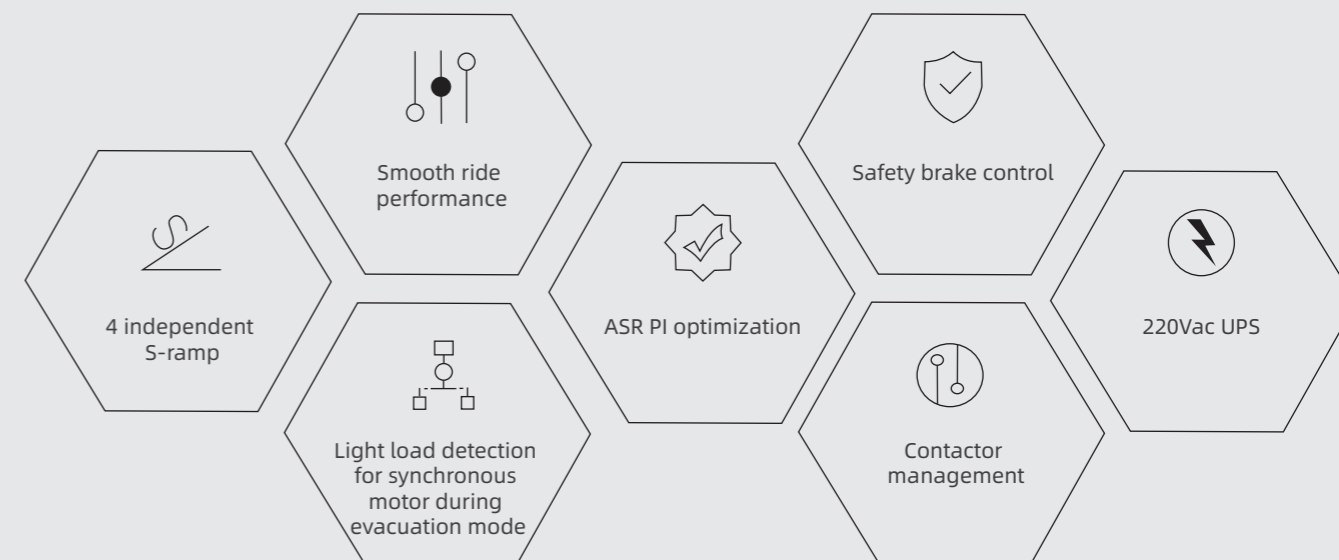 Smooth ride
performance
Safety brake control
4 independent
S-ramp
ASR PI optimization
220Vac UPS
Light load detection
for synchronous
motor during
evacuation mode
Contactor
management